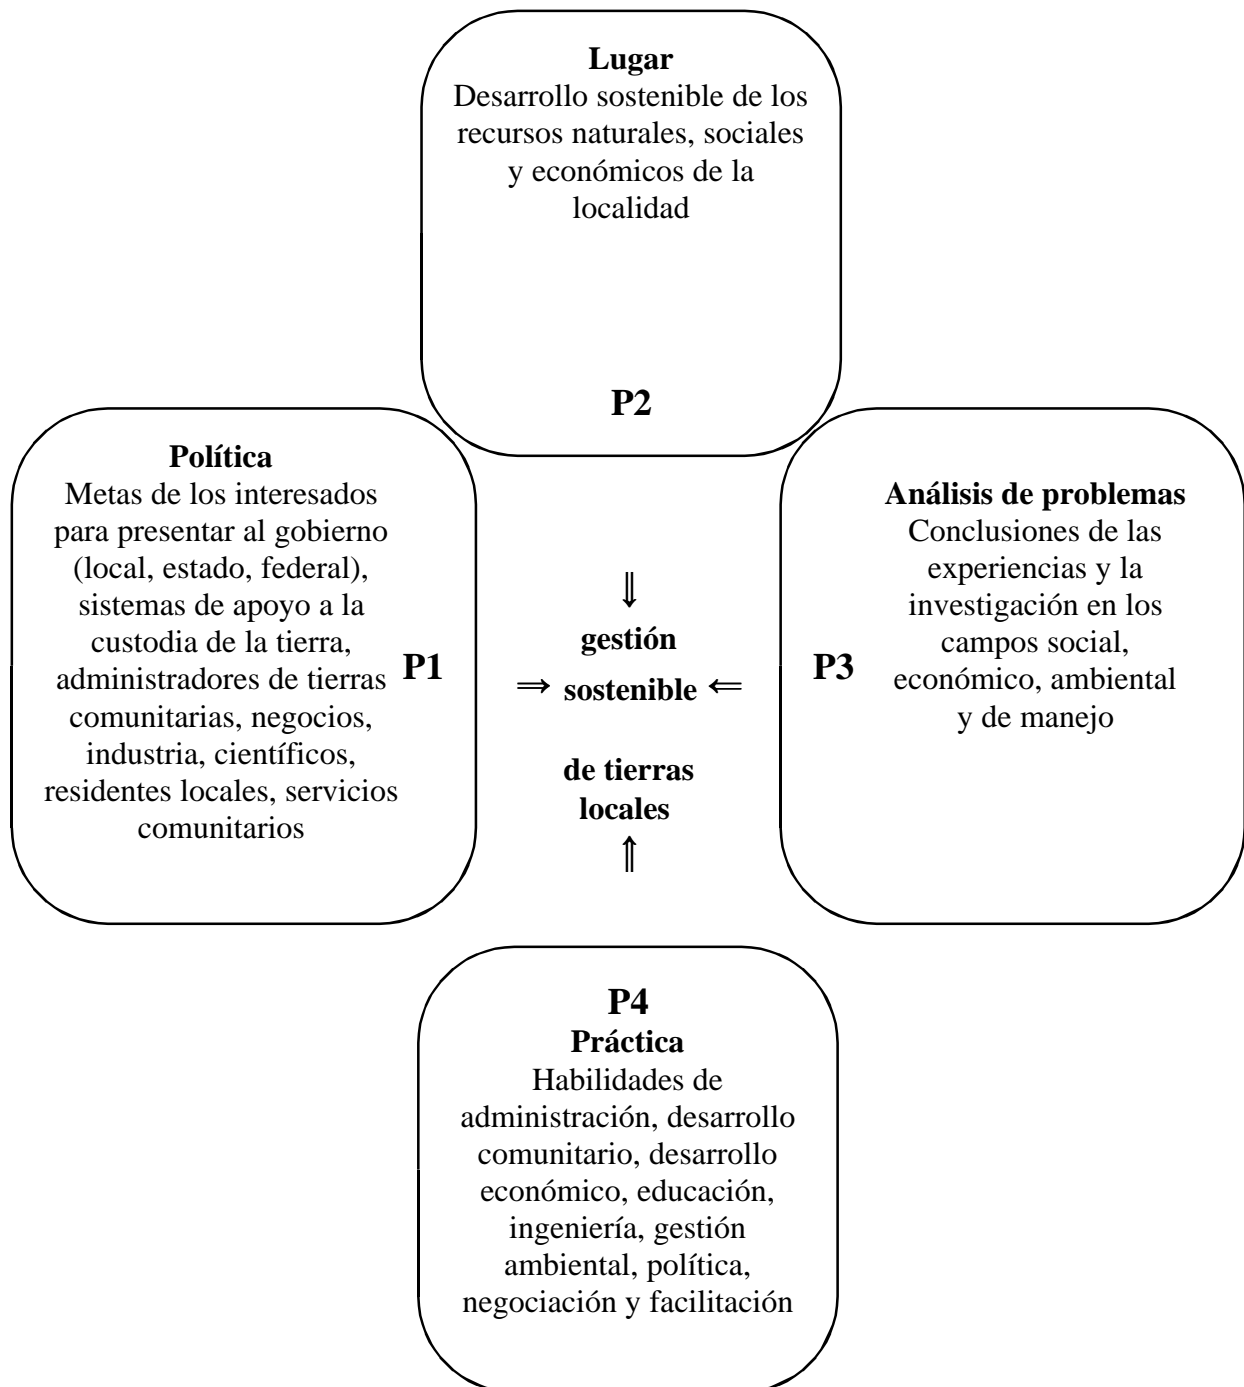 Lugar
Desarrollo sostenible de los
recursos naturales, sociales
y económicos de la
localidad
P2
Política
Metas de los interesados
para presentar al gobierno
(local, estado, federal),
sistemas de apoyo a la
custodia de la tierra,
administradores de tierras
comunitarias, negocios,
industria, científicos,
residentes locales, servicios
comunitarios
P1
⇓
gestión
⇒ sostenible ⇐
de tierras
locales
⇑
P3
Análisis de problemas
Conclusiones de las
experiencias y la
investigación en los
campos social,
económico, ambiental
y de manejo
P4
Práctica
Habilidades de
administración, desarrollo
comunitario, desarrollo
económico, educación,
ingeniería, gestión
ambiental, política,
negociación y facilitación